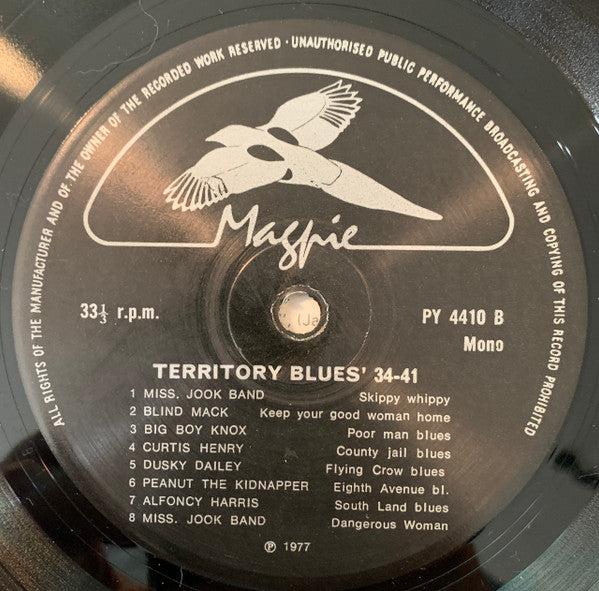 ALL RIGHTS OF THE MANUFACTURER AND OF THE OWNER OF THE RECORDED WORK RESERVED · UNAUTHORISED PUBLIC PERFORMANCE BROADCASTING AND COPYING OF THIS RECORD PROHIBITED
Magpie
33⅓ r.p.m.
PY 4410 B
Mono
(Ja
TERRITORY BLUES' 34-41
1 MISS. JOOK BAND Skippy whippy
2 BLIND MACK Keep your good woman home
3 BIG BOY KNOX Poor man blues
4 CURTIS HENRY County jail blues
5 DUSKY DAILEY Flying Crow blues
6 PEANUT THE KIDNAPPER Eighth Avenue bl.
7 ALFONCY HARRIS South Land blues
8 MISS. JOOK BAND Dangerous Woman
℗ 1977